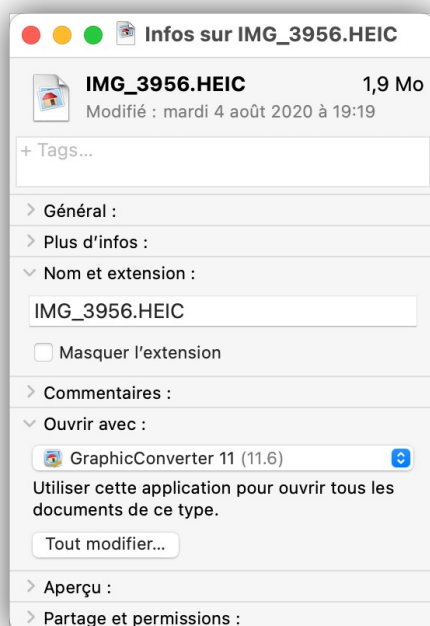 Infos sur IMG_3956.HEIC
IMG_3956.HEIC 1,9 Mo
Modifié : mardi 4 août 2020 à 19:19
+ Tags...
Général :
Plus d’infos :
Nom et extension :
IMG_3956.HEIC
Masquer l’extension
Commentaires :
Ouvrir avec :
GraphicConverter 11 (11.6)
Utiliser cette application pour ouvrir tous les
documents de ce type.
Tout modifier...
Aperçu :
Partage et permissions :